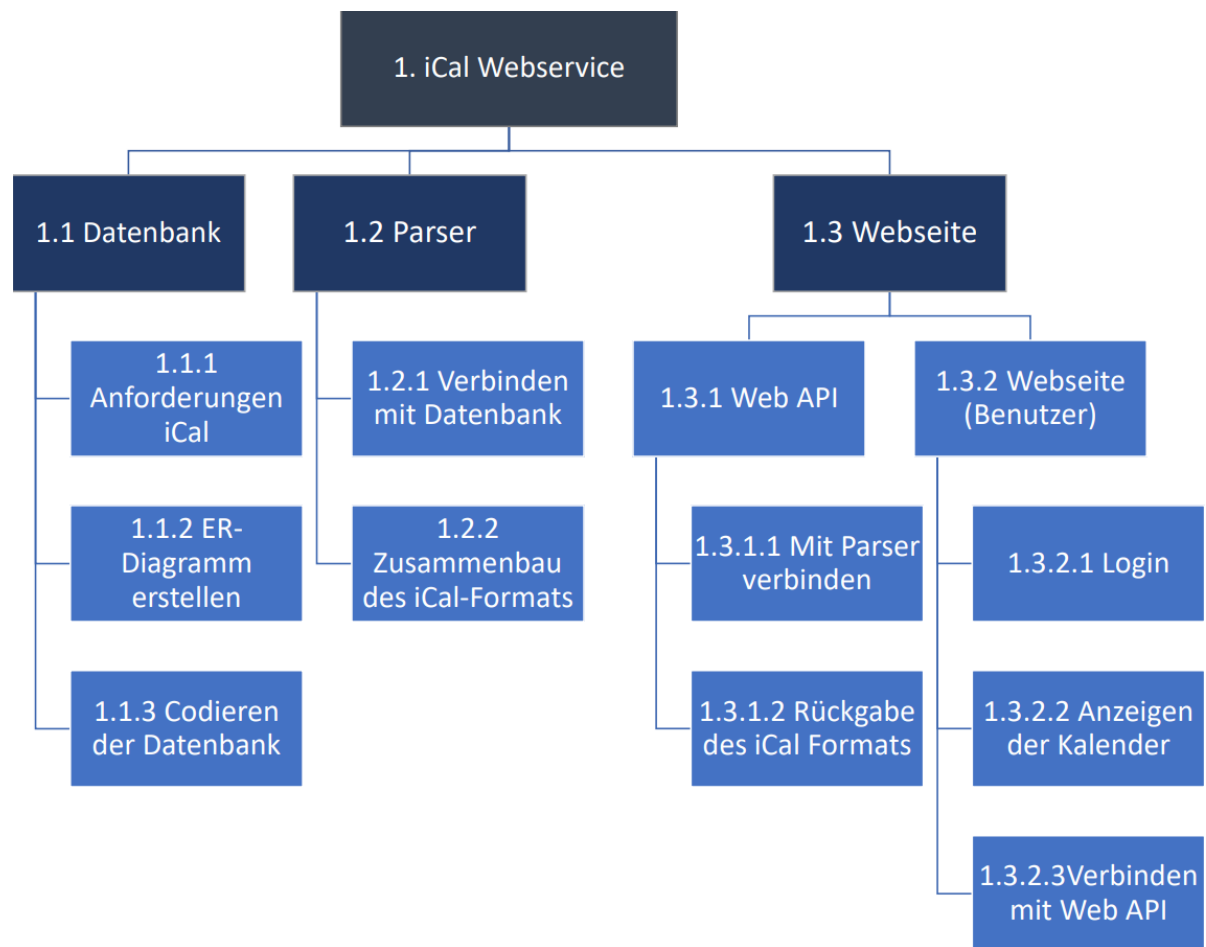 1. iCal Webservice
1.1 Datenbank
1.2 Parser
1.3 Webseite
1.1.1
Anforderungen
iCal
1.2.1 Verbinden
mit Datenbank
1.3.1 Web API
1.3.2 Webseite
(Benutzer)
1.1.2 ER-
Diagramm
erstellen
1.2.2
Zusammenbau
des iCal-Formats
1.3.1.1 Mit Parser
verbinden
1.3.2.1 Login
1.1.3 Codieren
der Datenbank
1.3.1.2 Rückgabe
des iCal Formats
1.3.2.2 Anzeigen
der Kalender
1.3.2.3Verbinden
mit Web API